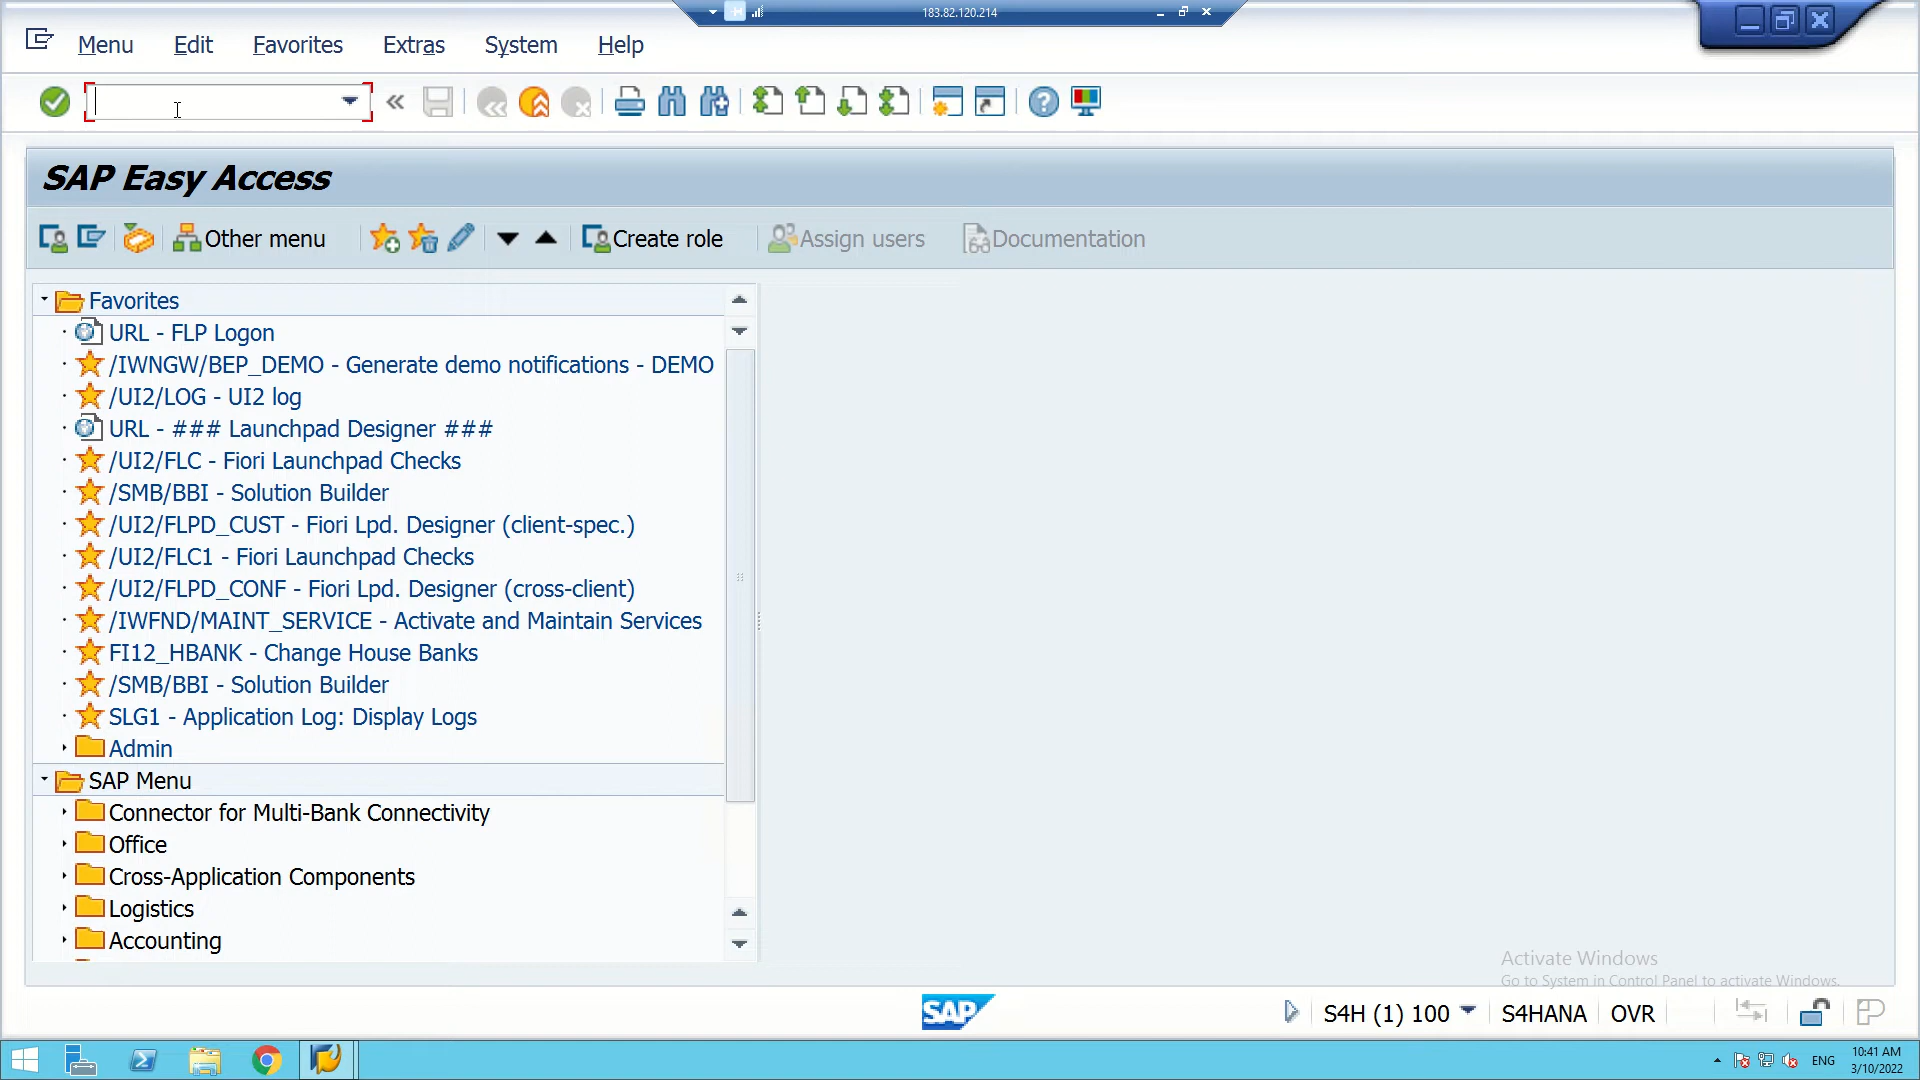 183.82.120.214
Menu Edit Favorites Extras System Help
SAP Easy Access
Other menu Create role Assign users Documentation
Favorites
URL - FLP Logon
/IWNGW/BEP_DEMO - Generate demo notifications - DEMO
/UI2/LOG - UI2 log
URL - ### Launchpad Designer ###
/UI2/FLC - Fiori Launchpad Checks
/SMB/BBI - Solution Builder
/UI2/FLPD_CUST - Fiori Lpd. Designer (client-spec.)
/UI2/FLC1 - Fiori Launchpad Checks
/UI2/FLPD_CONF - Fiori Lpd. Designer (cross-client)
/IWFND/MAINT_SERVICE - Activate and Maintain Services
FI12_HBANK - Change House Banks
/SMB/BBI - Solution Builder
SLG1 - Application Log: Display Logs
Admin
SAP Menu
Connector for Multi-Bank Connectivity
Office
Cross-Application Components
Logistics
Accounting
Activate Windows
Go to System in Control Panel to activate Windows.
SAP S4H (1) 100 S4HANA OVR
ENG 10:41 AM
3/10/2022